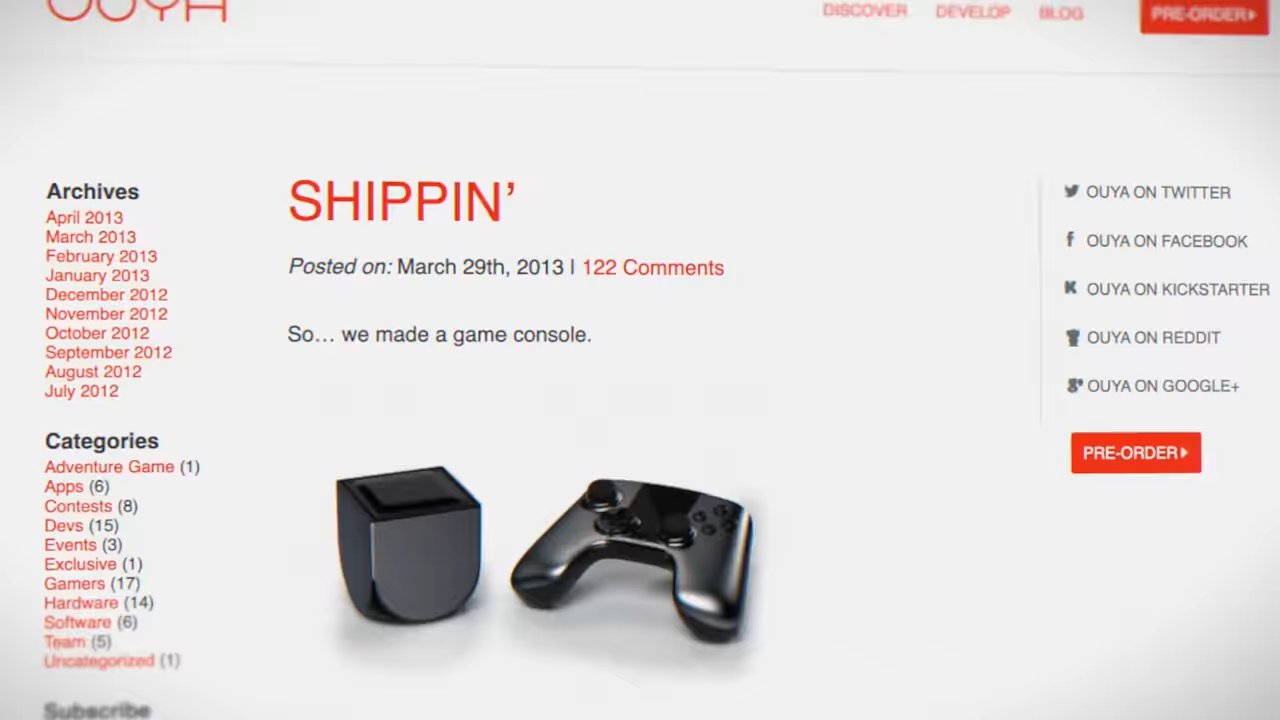 OUYA
DISCOVER
DEVELOP
BLOG
PRE-ORDER
Archives
April 2013
March 2013
February 2013
January 2013
December 2012
November 2012
October 2012
September 2012
August 2012
July 2012
Categories
Adventure Game (1)
Apps (6)
Contests (8)
Devs (15)
Events (3)
Exclusive (1)
Gamers (17)
Hardware (14)
Software (6)
Team (5)
Uncategorized (1)
Subscribe
SHIPPIN’
Posted on: March 29th, 2013 | 122 Comments
So… we made a game console.
OUYA ON TWITTER
OUYA ON FACEBOOK
OUYA ON KICKSTARTER
OUYA ON REDDIT
OUYA ON GOOGLE+
PRE-ORDER